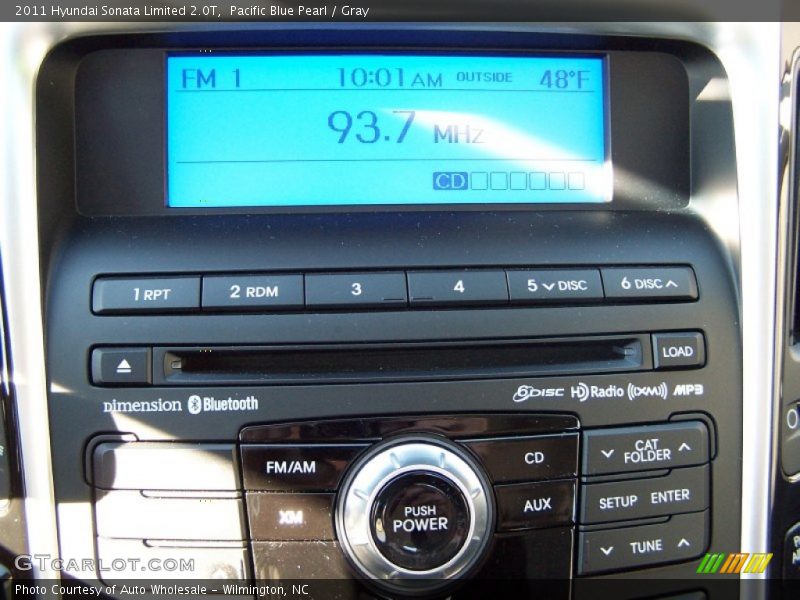 2011 Hyundai Sonata Limited 2.0T, Pacific Blue Pearl / Gray
FM 1 10:01 AM OUTSIDE 48°F
93.7 MHz
CD
1 RPT 2 RDM 3 4 5 DISC 6 DISC
LOAD
Dimension Bluetooth 6DISC HD Radio XM MP3
FM/AM CD CAT FOLDER
XM PUSH POWER AUX SETUP ENTER
TUNE
GTCarLot.com
Photo Courtesy of Auto Wholesale - Wilmington, NC